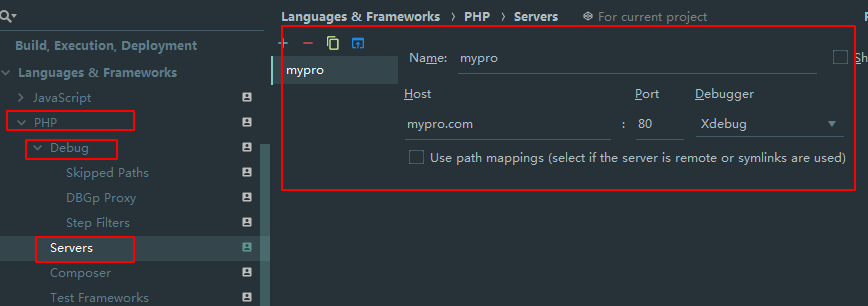 Languages & Frameworks > PHP > Servers For current project
Build, Execution, Deployment
Languages & Frameworks
JavaScript
PHP
Debug
Skipped Paths
DBGp Proxy
Step Filters
Servers
Composer
Test Frameworks
mypro
Name: mypro
Sh
Host Port Debugger
mypro.com : 80 Xdebug
Use path mappings (select if the server is remote or symlinks are used)